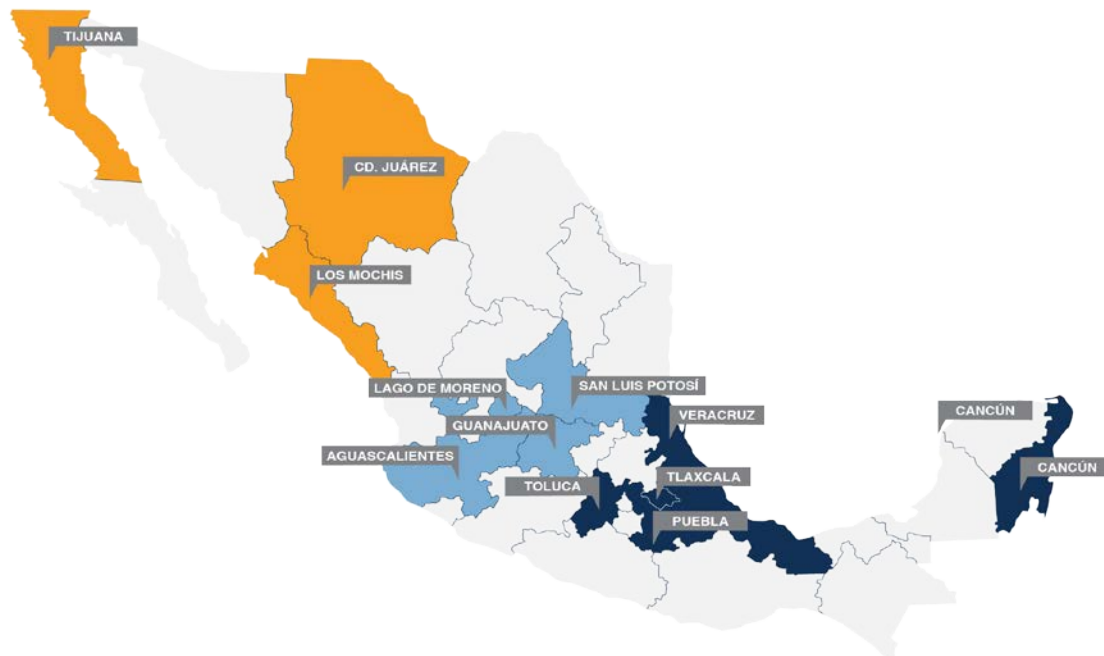 TIJUANA
CD. JUÁREZ
LOS MOCHIS
LAGO DE MORENO
SAN LUIS POTOSÍ
GUANAJUATO
VERACRUZ
CANCÚN
AGUASCALIENTES
TOLUCA
TLAXCALA
CANCÚN
PUEBLA